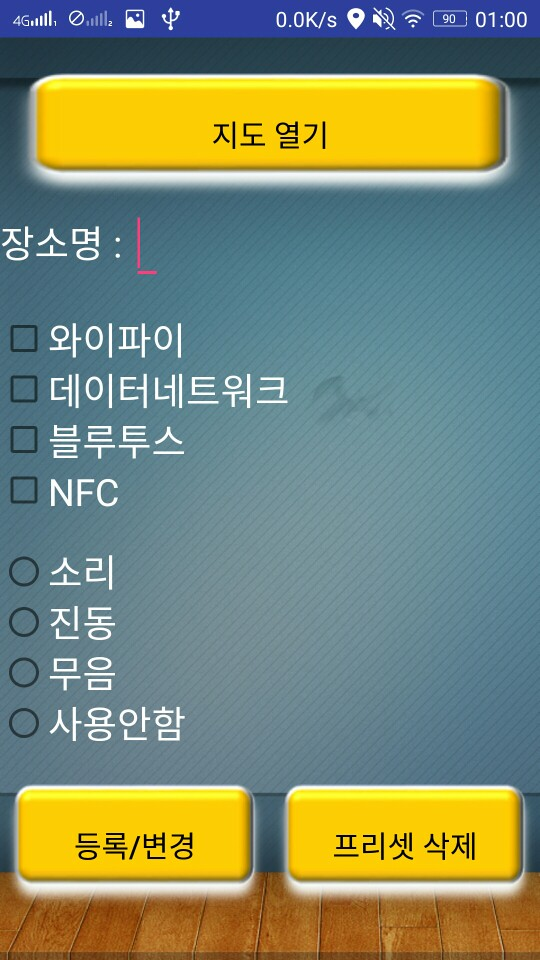 4G 1 2 0.0K/s 90 01:00
지도 열기
장소명 :
와이파이
데이터네트워크
블루투스
NFC
소리
진동
무음
사용안함
등록/변경 프리셋 삭제